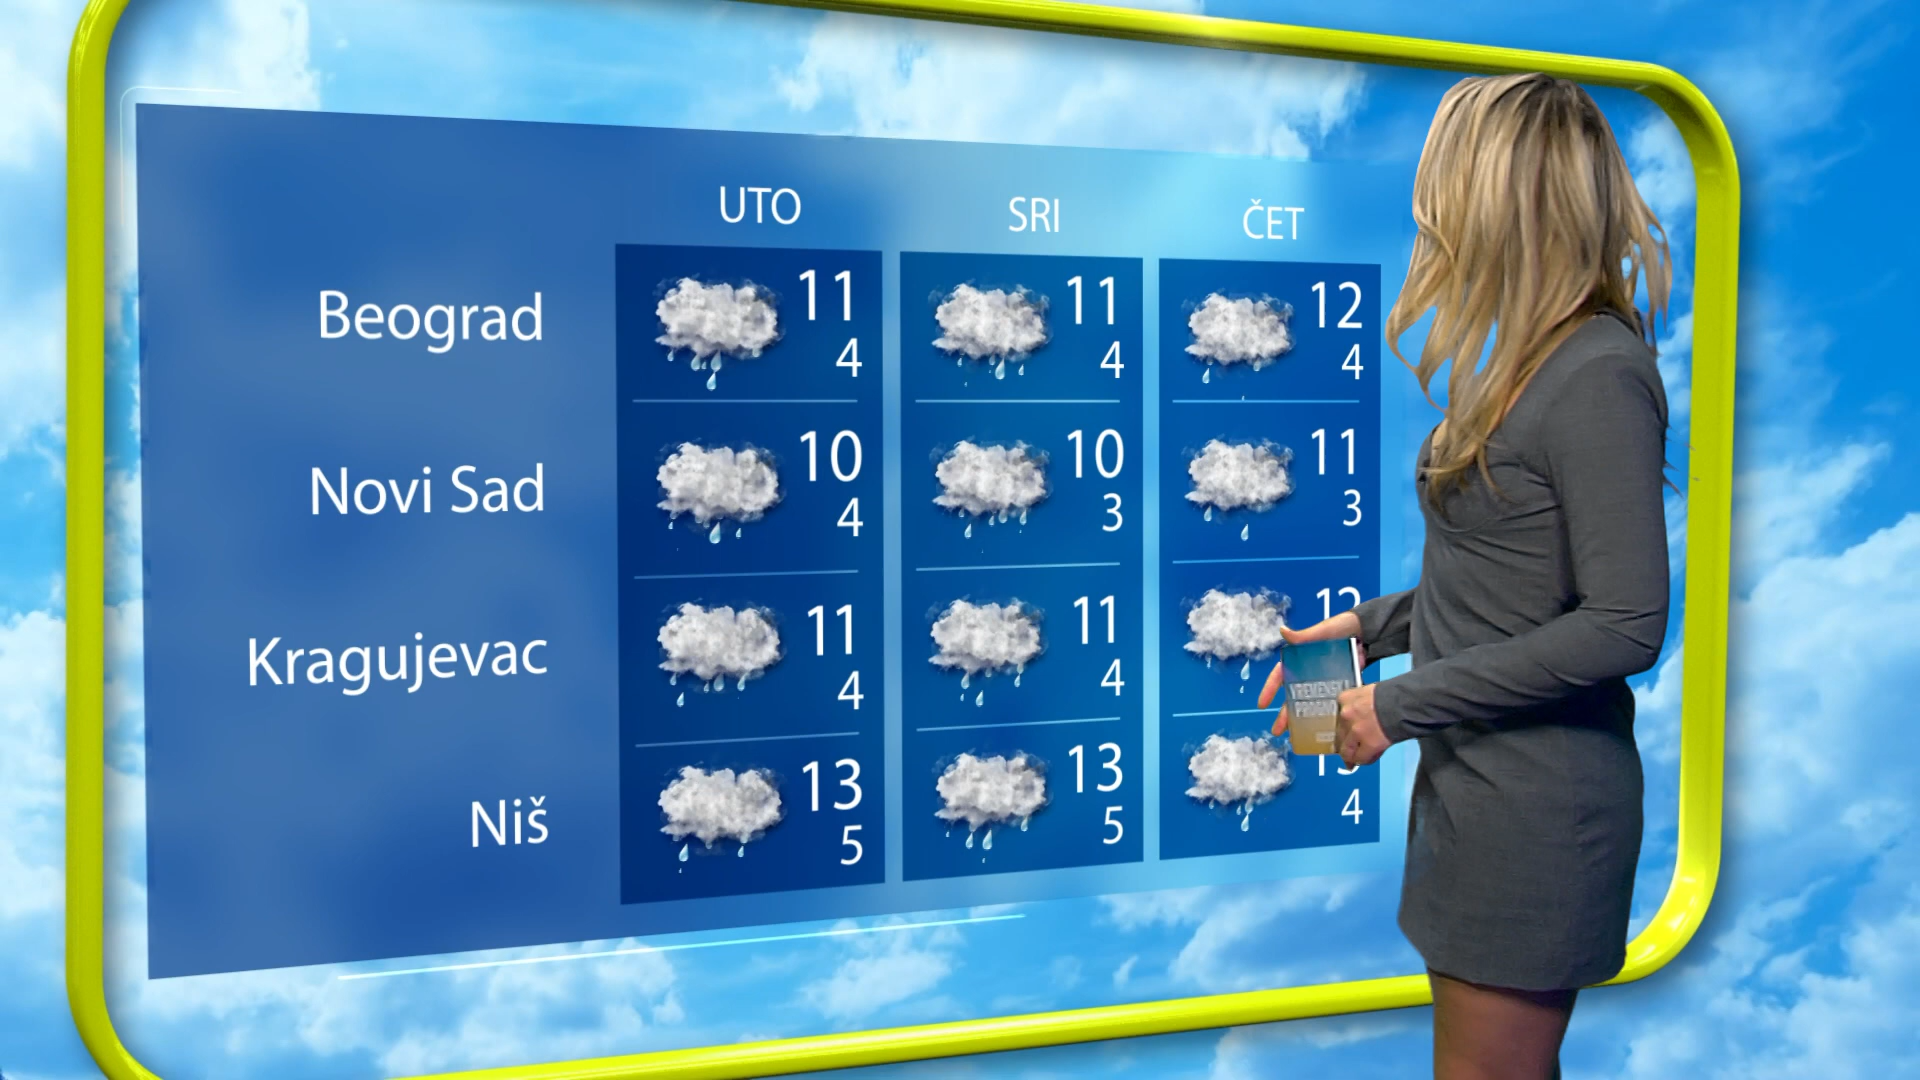 UTO SRI ČET
Beograd 11 4 11 4 12 4
Novi Sad 10 4 10 3 11 3
Kragujevac 11 4 11 4 12
Niš 13 5 13 5 4